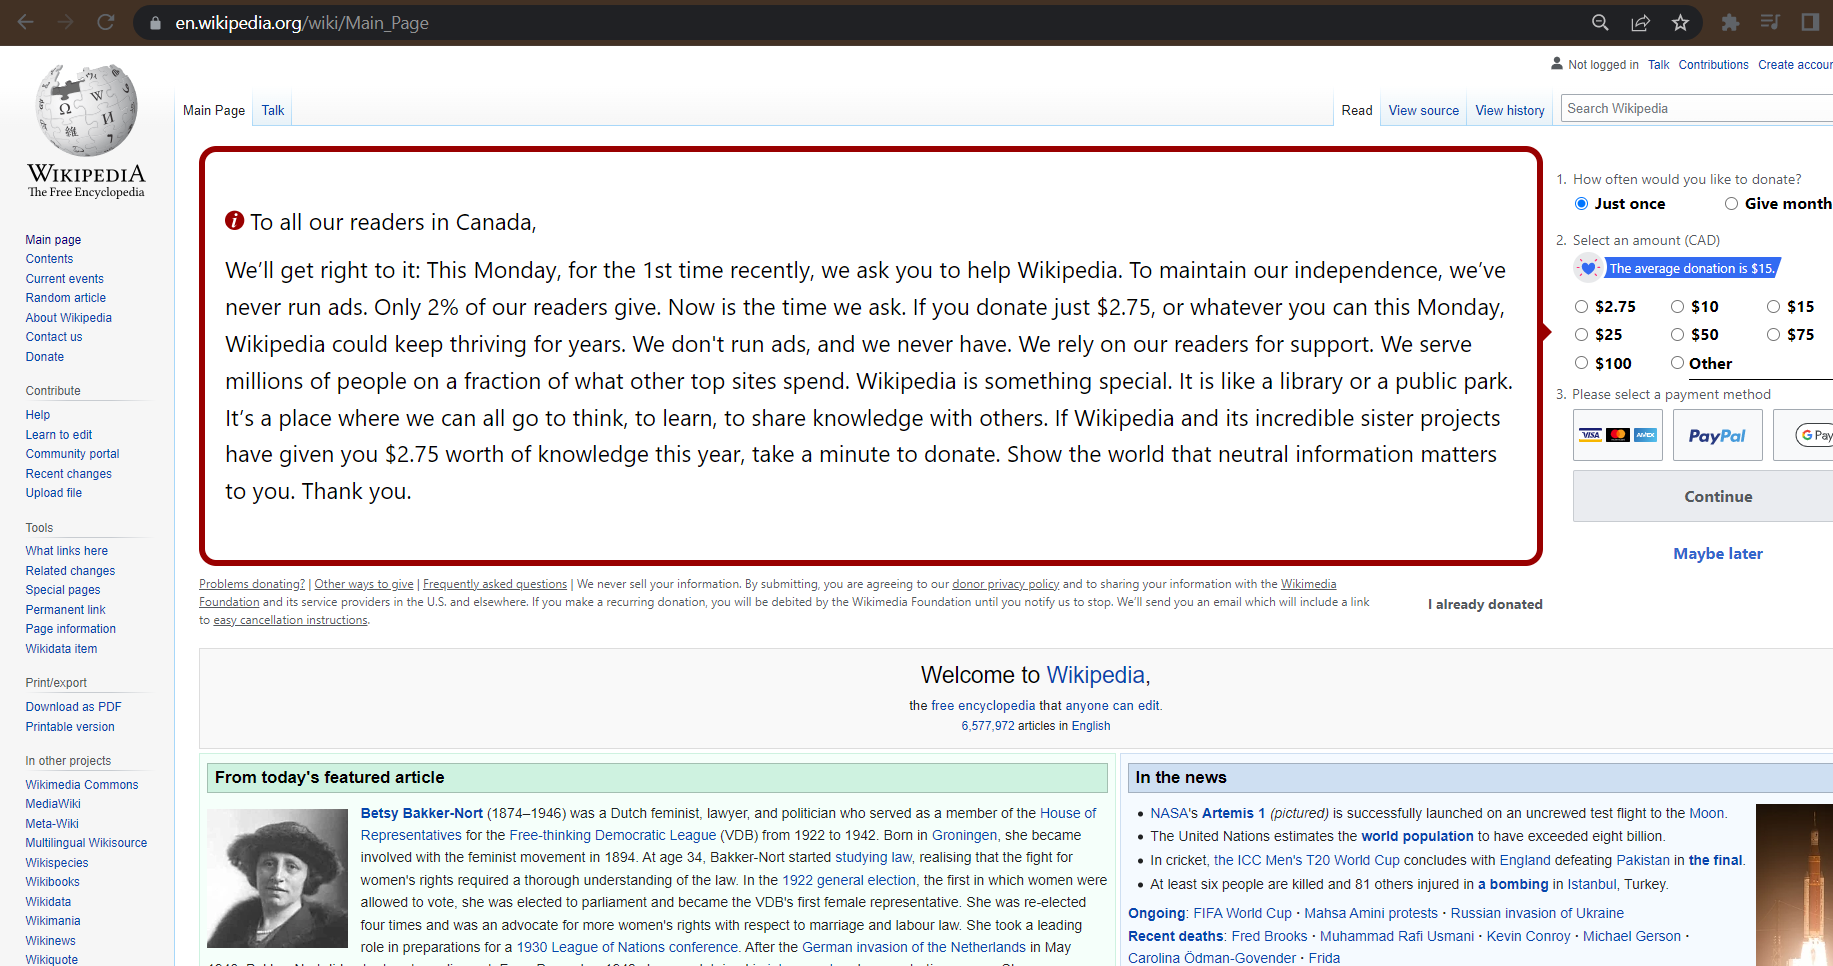 en.wikipedia.org/wiki/Main_Page
WIKIPEDIA
The Free Encyclopedia
Not logged in Talk Contributions Create accou
Main Page Talk
Read View source View history Search Wikipedia
Main page
Contents
Current events
Random article
About Wikipedia
Contact us
Donate
Contribute
Help
Learn to edit
Community portal
Recent changes
Upload file
Tools
What links here
Related changes
Special pages
Permanent link
Page information
Wikidata item
Print/export
Download as PDF
Printable version
In other projects
Wikimedia Commons
MediaWiki
Meta-Wiki
Multilingual Wikisource
Wikispecies
Wikibooks
Wikidata
Wikimania
Wikinews
Wikiquote
To all our readers in Canada,
We’ll get right to it: This Monday, for the 1st time recently, we ask you to help Wikipedia. To maintain our independence, we’ve
never run ads. Only 2% of our readers give. Now is the time we ask. If you donate just $2.75, or whatever you can this Monday,
Wikipedia could keep thriving for years. We don't run ads, and we never have. We rely on our readers for support. We serve
millions of people on a fraction of what other top sites spend. Wikipedia is something special. It is like a library or a public park.
It’s a place where we can all go to think, to learn, to share knowledge with others. If Wikipedia and its incredible sister projects
have given you $2.75 worth of knowledge this year, take a minute to donate. Show the world that neutral information matters
to you. Thank you.
1. How often would you like to donate?
Just once Give month
2. Select an amount (CAD)
The average donation is $15.
$2.75 $10 $15
$25 $50 $75
$100 Other
3. Please select a payment method
VISA AMEX PayPal G Pay
Continue
Maybe later
Problems donating? | Other ways to give | Frequently asked questions | We never sell your information. By submitting, you are agreeing to our donor privacy policy and to sharing your information with the Wikimedia
Foundation and its service providers in the U.S. and elsewhere. If you make a recurring donation, you will be debited by the Wikimedia Foundation until you notify us to stop. We’ll send you an email which will include a link
to easy cancellation instructions.
I already donated
Welcome to Wikipedia,
the free encyclopedia that anyone can edit.
6,577,972 articles in English
From today's featured article
Betsy Bakker-Nort (1874–1946) was a Dutch feminist, lawyer, and politician who served as a member of the House of
Representatives for the Free-thinking Democratic League (VDB) from 1922 to 1942. Born in Groningen, she became
involved with the feminist movement in 1894. At age 34, Bakker-Nort started studying law, realising that the fight for
women's rights required a thorough understanding of the law. In the 1922 general election, the first in which women were
allowed to vote, she was elected to parliament and became the VDB's first female representative. She was re-elected
four times and was an advocate for more women's rights with respect to marriage and labour law. She took a leading
role in preparations for a 1930 League of Nations conference. After the German invasion of the Netherlands in May
In the news
NASA's Artemis 1 (pictured) is successfully launched on an uncrewed test flight to the Moon.
The United Nations estimates the world population to have exceeded eight billion.
In cricket, the ICC Men's T20 World Cup concludes with England defeating Pakistan in the final.
At least six people are killed and 81 others injured in a bombing in Istanbul, Turkey.
Ongoing: FIFA World Cup · Mahsa Amini protests · Russian invasion of Ukraine
Recent deaths: Fred Brooks · Muhammad Rafi Usmani · Kevin Conroy · Michael Gerson ·
Carolina Ödman-Govender · Frida